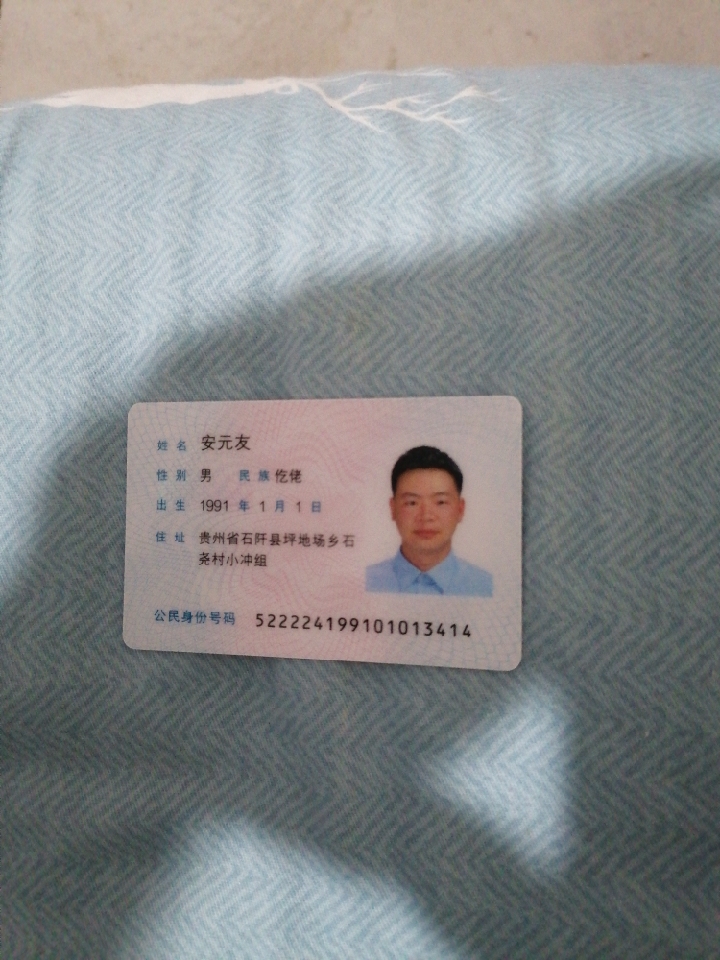 姓名 安元友
性别 男 民族 仡佬
出生 1991 年 1 月 1 日
住址 贵州省石阡县坪地场乡石
尧村小冲组
公民身份号码 522224199101013414